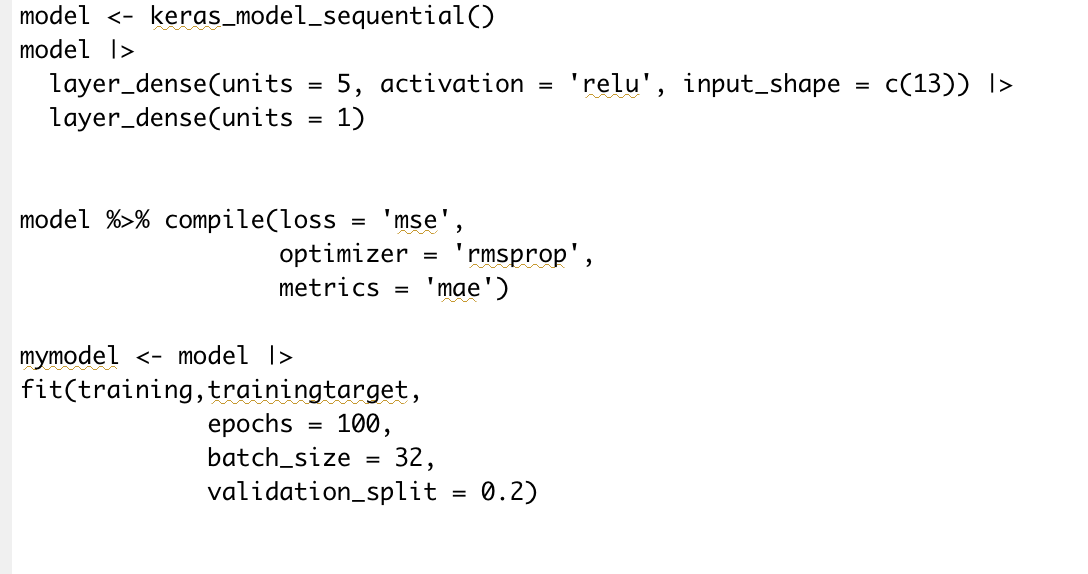 model <- keras_model_sequential()
model |>
  layer_dense(units = 5, activation = 'relu', input_shape = c(13)) |>
  layer_dense(units = 1)
model %>% compile(loss = 'mse',
                  optimizer = 'rmsprop',
                  metrics = 'mae')
mymodel <- model |>
fit(training,trainingtarget,
             epochs = 100,
             batch_size = 32,
             validation_split = 0.2)